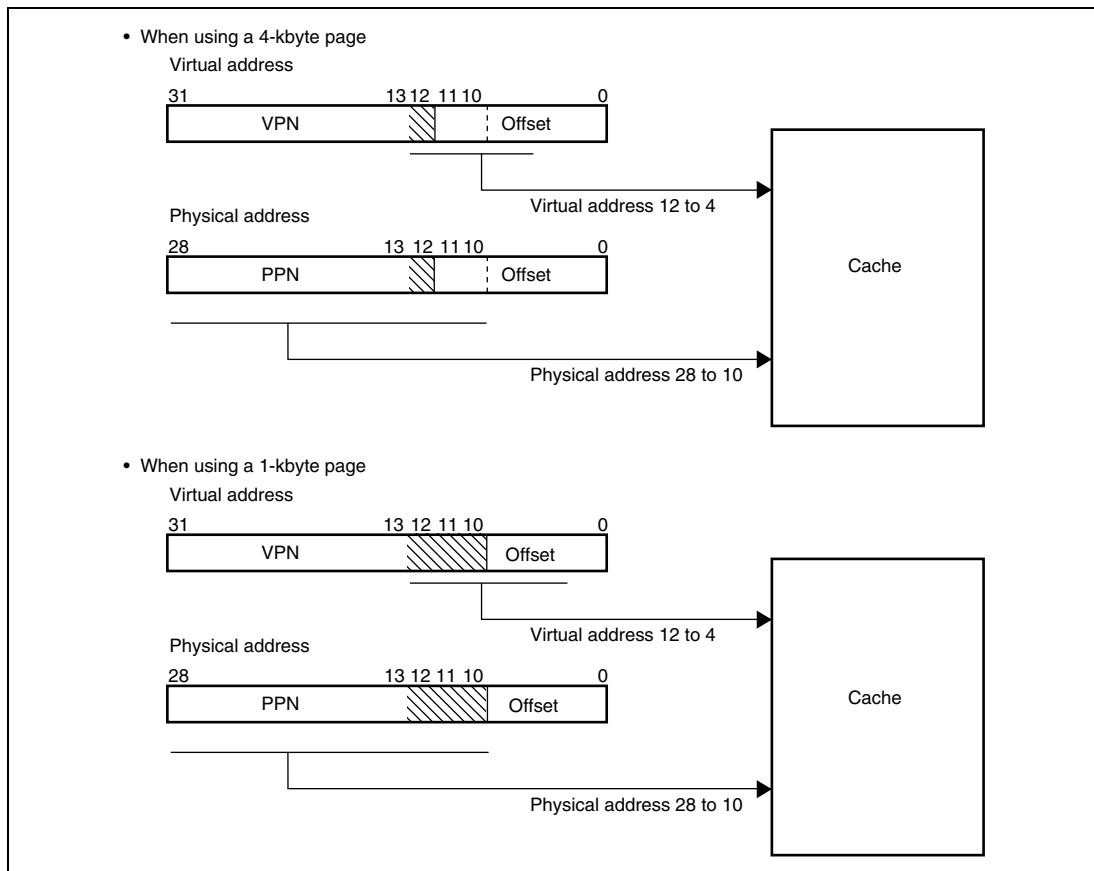 • When using a 4-kbyte page
Virtual address
31 13 12 11 10 0
VPN Offset
Virtual address 12 to 4
Physical address
28 13 12 11 10 0
PPN Offset
Cache
Physical address 28 to 10
• When using a 1-kbyte page
Virtual address
31 13 12 11 10 0
VPN Offset
Virtual address 12 to 4
Physical address
28 13 12 11 10 0
PPN Offset
Cache
Physical address 28 to 10